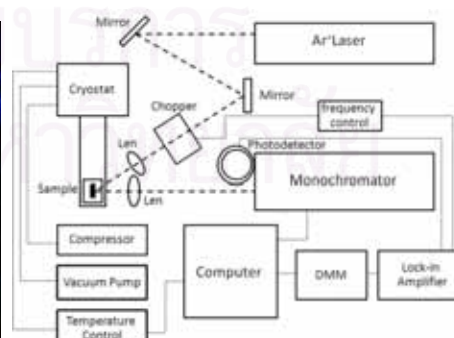 Mirror
Ar⁺Laser
Cryostat
Chopper
Mirror
frequency
control
Photodetector
Len
Monochromator
Sample
Len
Compressor
Computer
DMM
Lock-in
Amplifier
Vacuum Pump
Temperature
Control